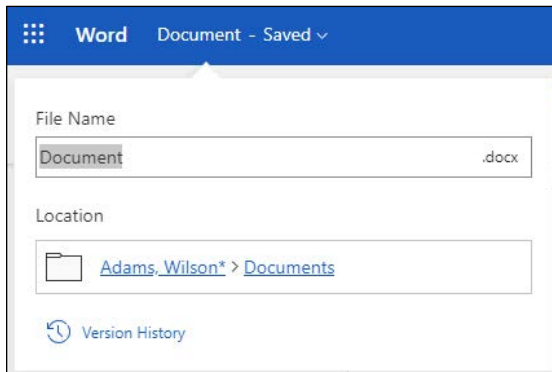 Word Document - Saved
File Name
Document .docx
Location
Adams, Wilson* > Documents
Version History